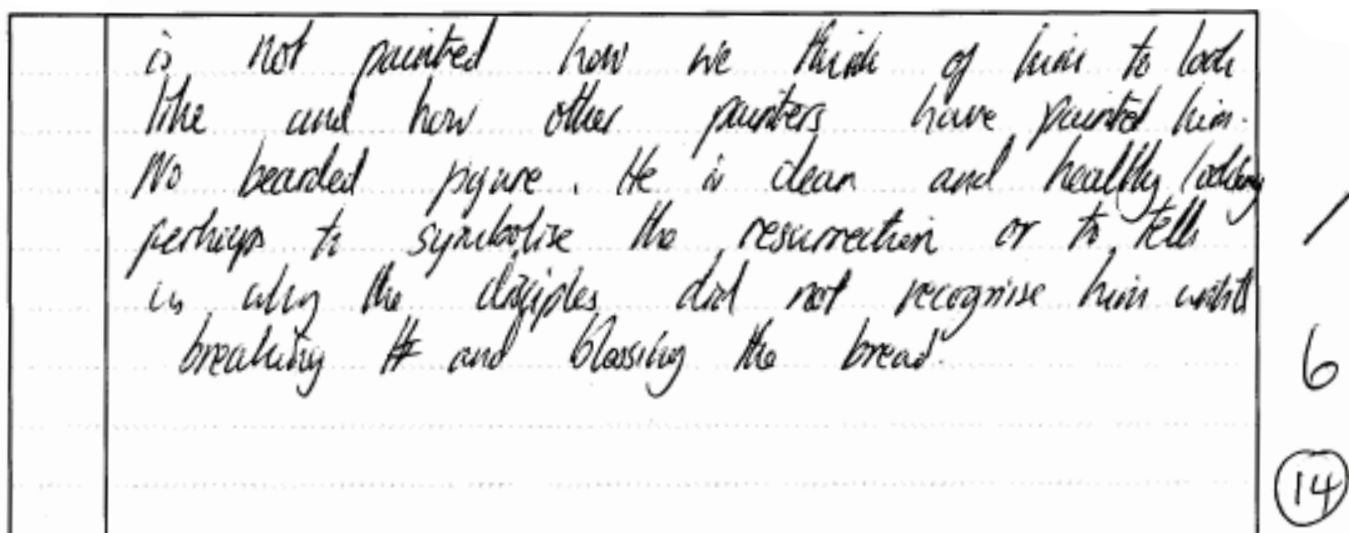 is not painted how we think of him to look
like and how other painters have painted him.
No bearded figure. He is clean and healthy looking
perhaps to symbolise the resurrection or to tells
us why the disciples did not recognise him until
breaking and blessing the bread.
/
6
14